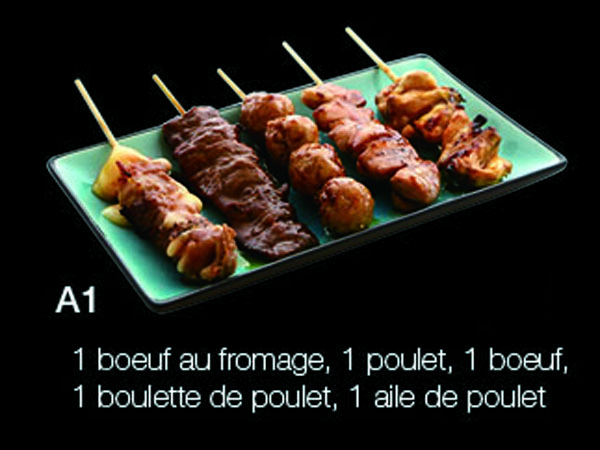 A1
1 boeuf au fromage, 1 poulet, 1 boeuf,
1 boulette de poulet, 1 aile de poulet